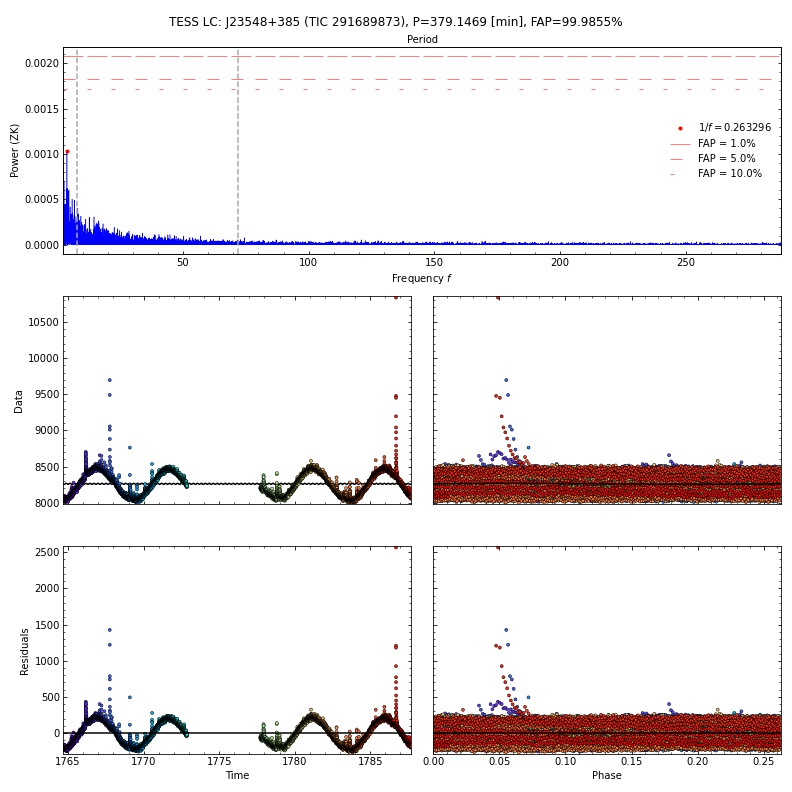 TESS LC: J23548+385 (TIC 291689873), P=379.1469 [min], FAP=99.9855%
Period
Power (ZK)
0.0020
0.0015
0.0010
0.0005
0.0000
1/f = 0.263296
FAP = 1.0%
FAP = 5.0%
FAP = 10.0%
50 100 150 200 250
Frequency f
Data
10500
10000
9500
9000
8500
8000
Residuals
2500
2000
1500
1000
500
0
1765 1770 1775 1780 1785
Time
0.00 0.05 0.10 0.15 0.20 0.25
Phase